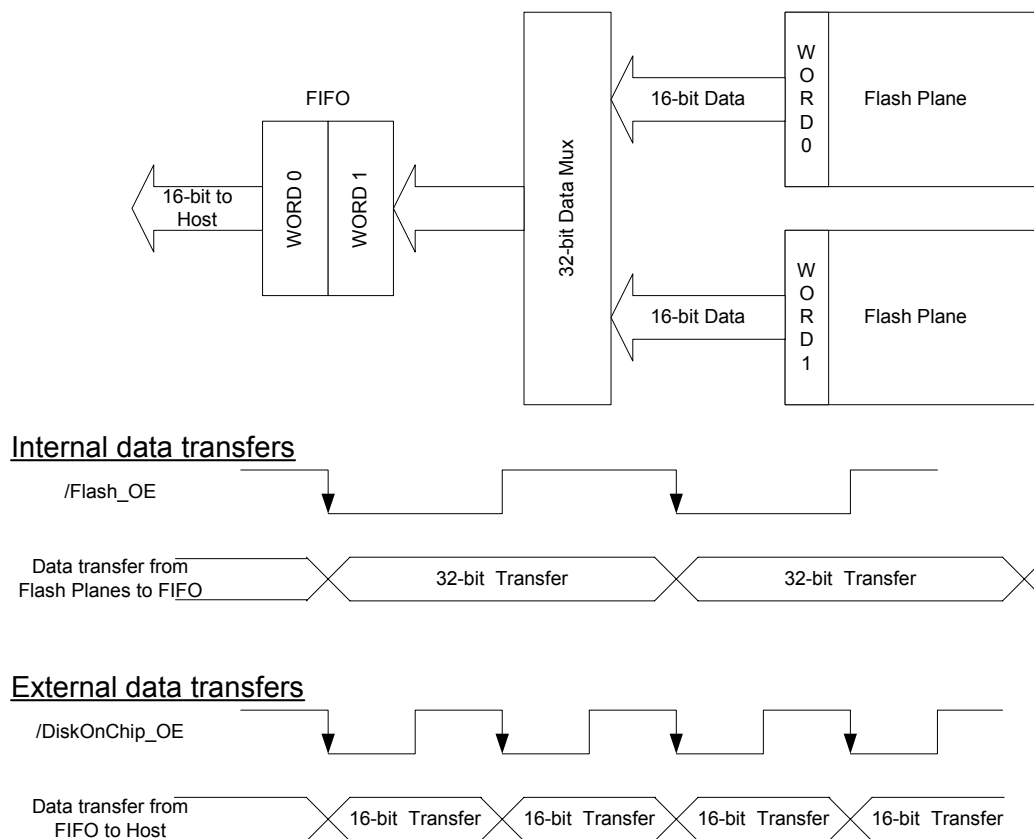 FIFO
WORD 0
WORD 1
16-bit to
Host
32-bit Data Mux
16-bit Data
WORD0
Flash Plane
16-bit Data
WORD1
Flash Plane
Internal data transfers
/Flash_OE
Data transfer from
Flash Planes to FIFO
32-bit Transfer
32-bit Transfer
External data transfers
/DiskOnChip_OE
Data transfer from
FIFO to Host
16-bit Transfer
16-bit Transfer
16-bit Transfer
16-bit Transfer